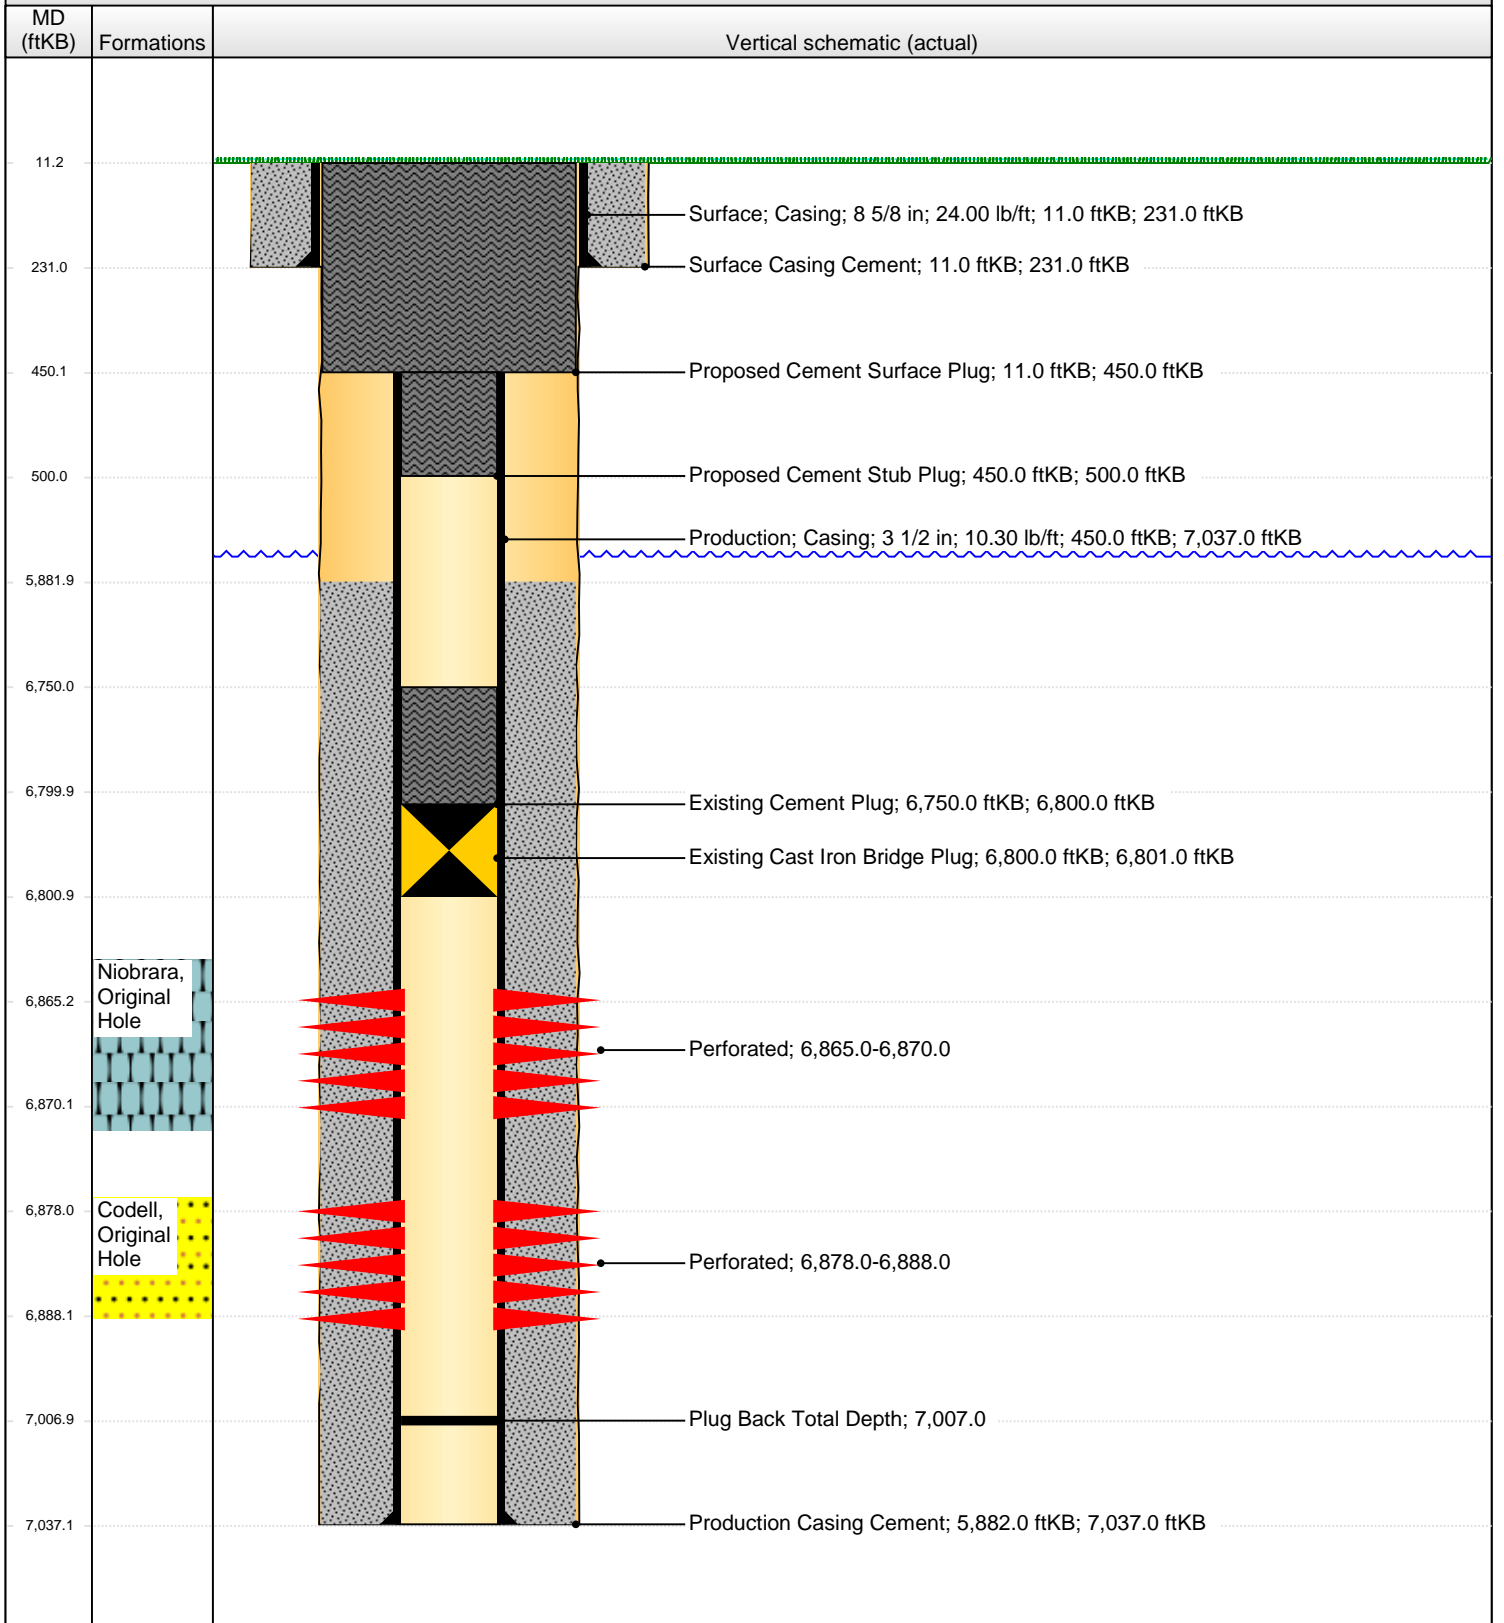 MD
(ftKB)
Formations
Vertical schematic (actual)
11.2
Surface; Casing; 8 5/8 in; 24.00 lb/ft; 11.0 ftKB; 231.0 ftKB
231.0
Surface Casing Cement; 11.0 ftKB; 231.0 ftKB
450.1
Proposed Cement Surface Plug; 11.0 ftKB; 450.0 ftKB
500.0
Proposed Cement Stub Plug; 450.0 ftKB; 500.0 ftKB
Production; Casing; 3 1/2 in; 10.30 lb/ft; 450.0 ftKB; 7,037.0 ftKB
5,881.9
6,750.0
6,799.9
Existing Cement Plug; 6,750.0 ftKB; 6,800.0 ftKB
Existing Cast Iron Bridge Plug; 6,800.0 ftKB; 6,801.0 ftKB
6,800.9
Niobrara,
Original
Hole
6,865.2
Perforated; 6,865.0-6,870.0
6,870.1
Codell,
Original
Hole
6,878.0
Perforated; 6,878.0-6,888.0
6,888.1
7,006.9
Plug Back Total Depth; 7,007.0
7,037.1
Production Casing Cement; 5,882.0 ftKB; 7,037.0 ftKB